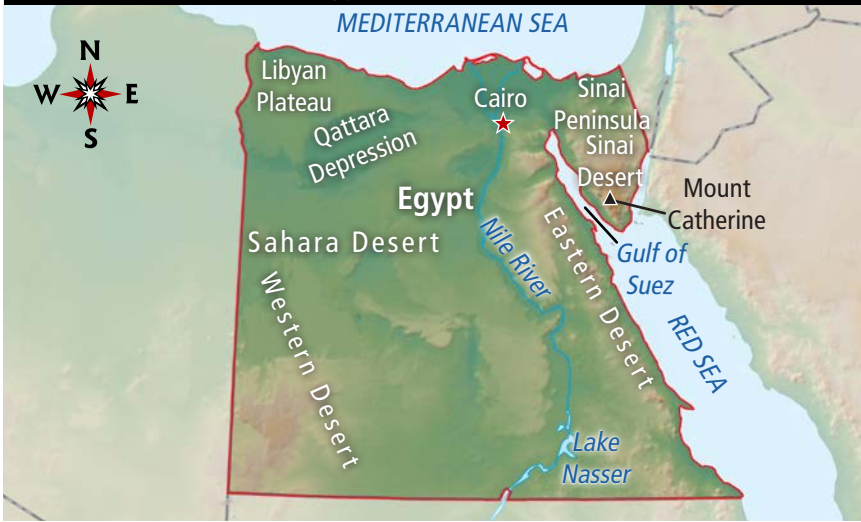 MEDITERRANEAN SEA
N
W
E
S
Libyan
Plateau
Qattara
Depression
Cairo
Sinai
Peninsula
Sinai
Desert
Mount
Catherine
Egypt
Sahara Desert
Nile River
Eastern Desert
Gulf of
Suez
Western Desert
RED SEA
Lake
Nasser